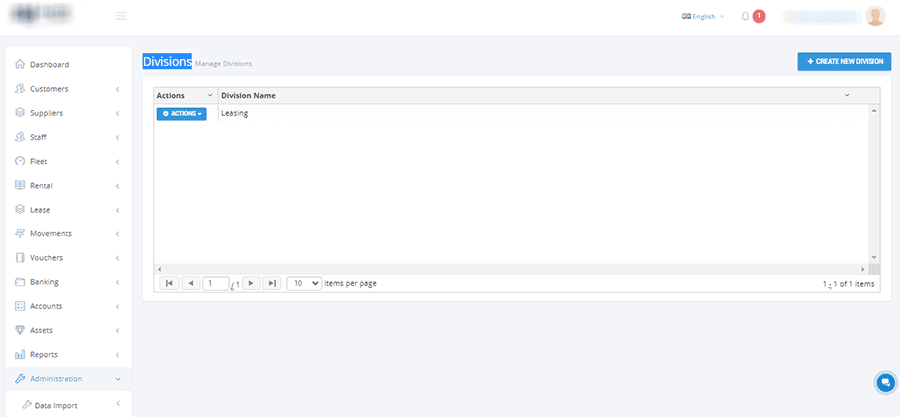 English
1
Dashboard
Customers
Suppliers
Staff
Fleet
Rental
Lease
Movements
Vouchers
Banking
Accounts
Assets
Reports
Administration
Data Import
Divisions Manage Divisions
+ CREATE NEW DIVISION
Actions Division Name
ACTIONS Leasing
1 / 1 10 items per page 1 - 1 of 1 items